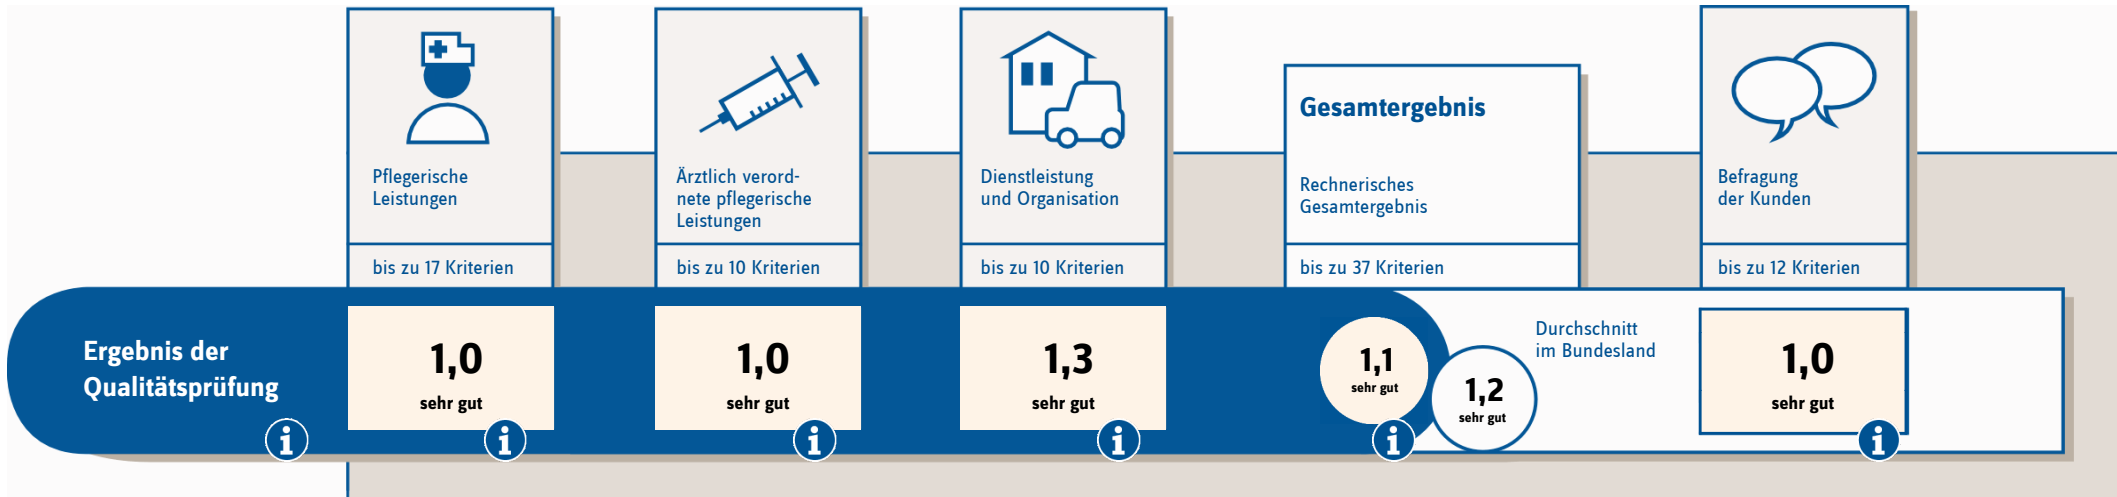 Pflegerische
Leistungen
bis zu 17 Kriterien
Ärztlich verord-
nete pflegerische
Leistungen
bis zu 10 Kriterien
Dienstleistung
und Organisation
bis zu 10 Kriterien
Gesamtergebnis
Rechnerisches
Gesamtergebnis
bis zu 37 Kriterien
Befragung
der Kunden
bis zu 12 Kriterien
Ergebnis der
Qualitätsprüfung
i
1,0
sehr gut
i
1,0
sehr gut
i
1,3
sehr gut
i
1,1
sehr gut
i
1,2
sehr gut
Durchschnitt
im Bundesland
1,0
sehr gut
i